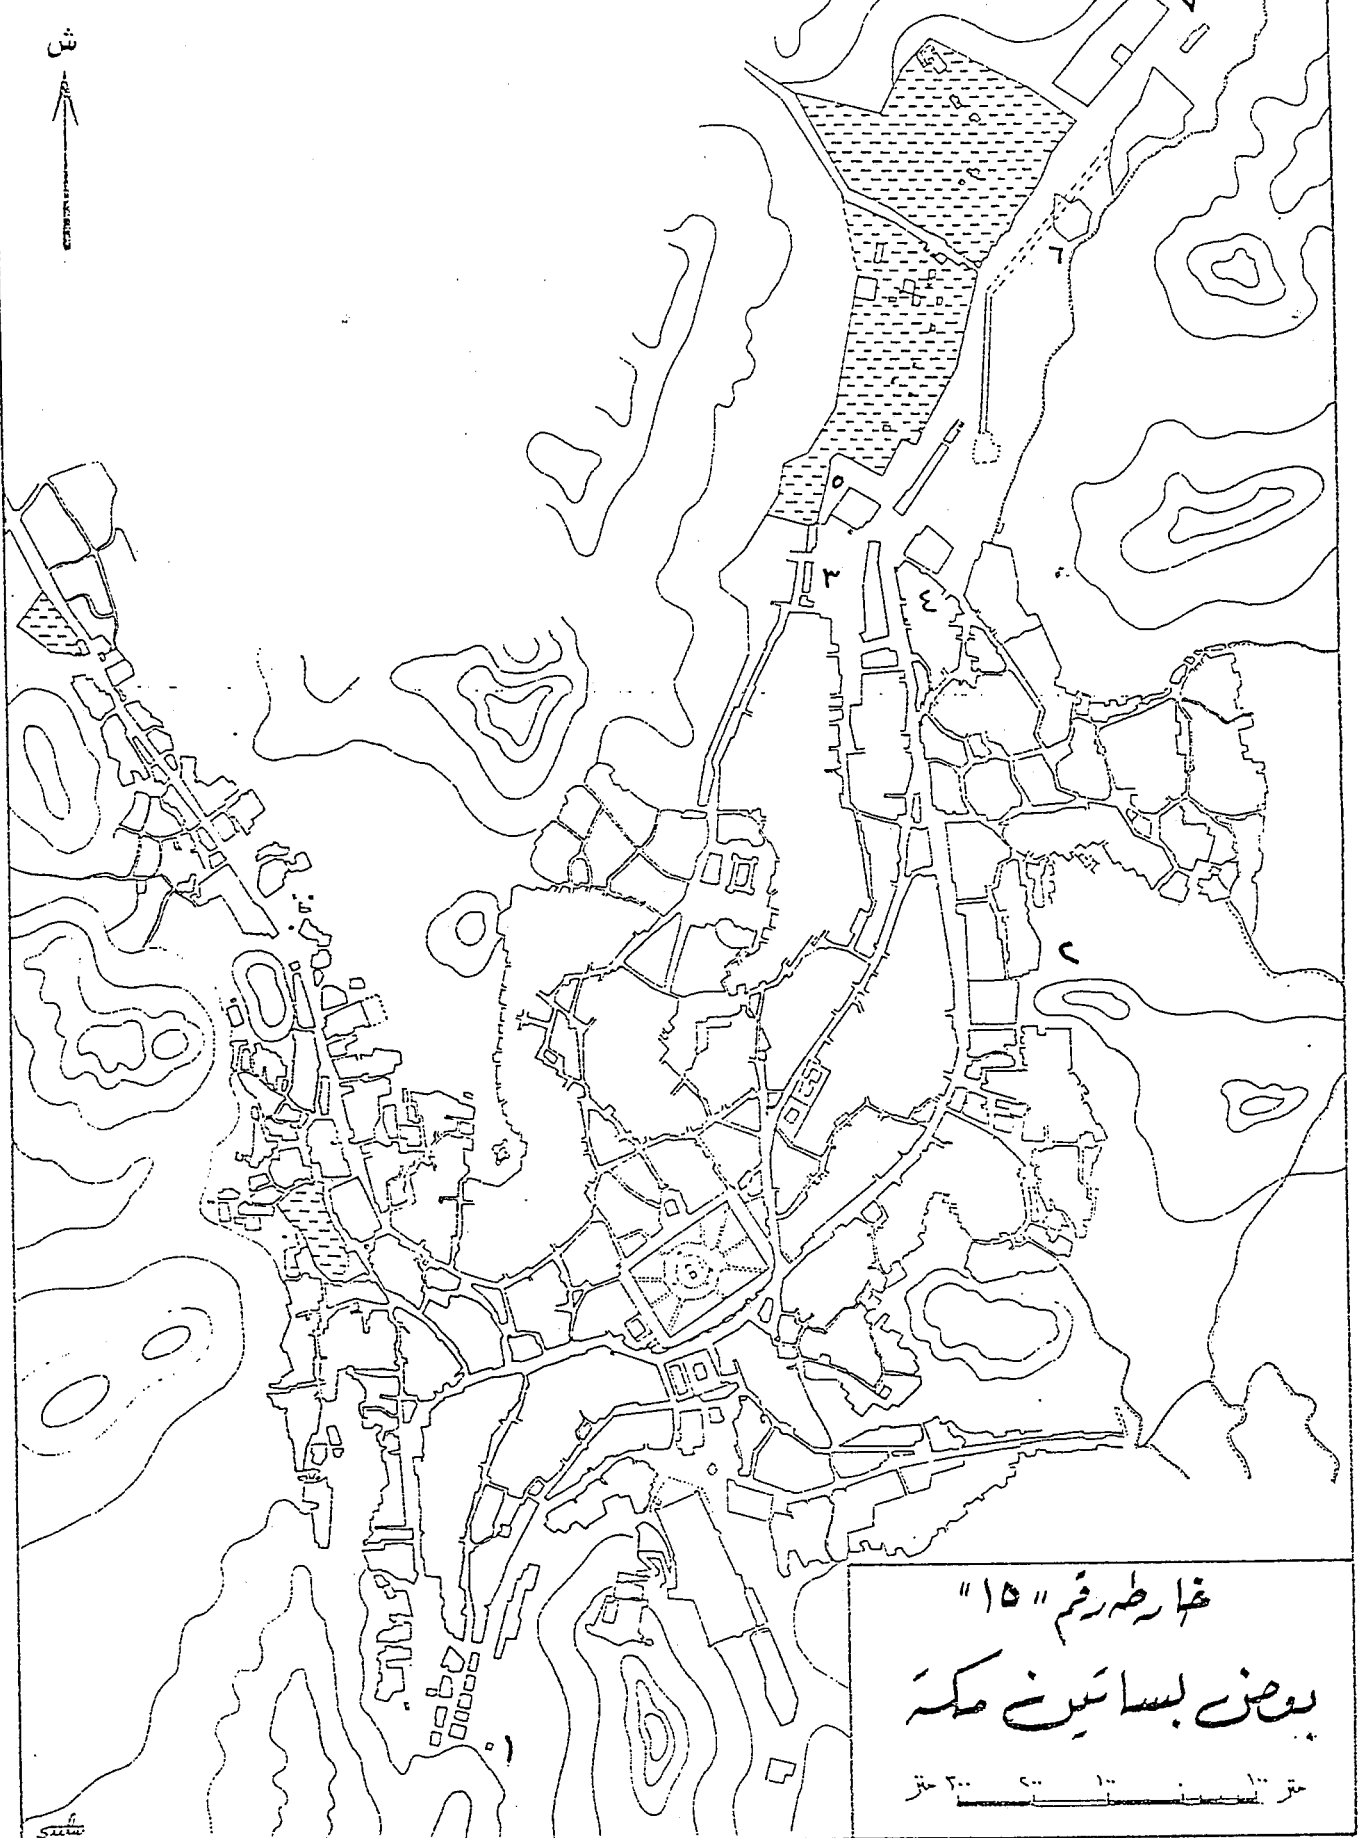 ش
٧
٦
٥
٣
٤
٢
١
خارطه رقم "١٥"
بعض بساتين مكة
متر ٣٠٠ ٢٠٠ ١٠٠ ٠ ١٠٠ متر